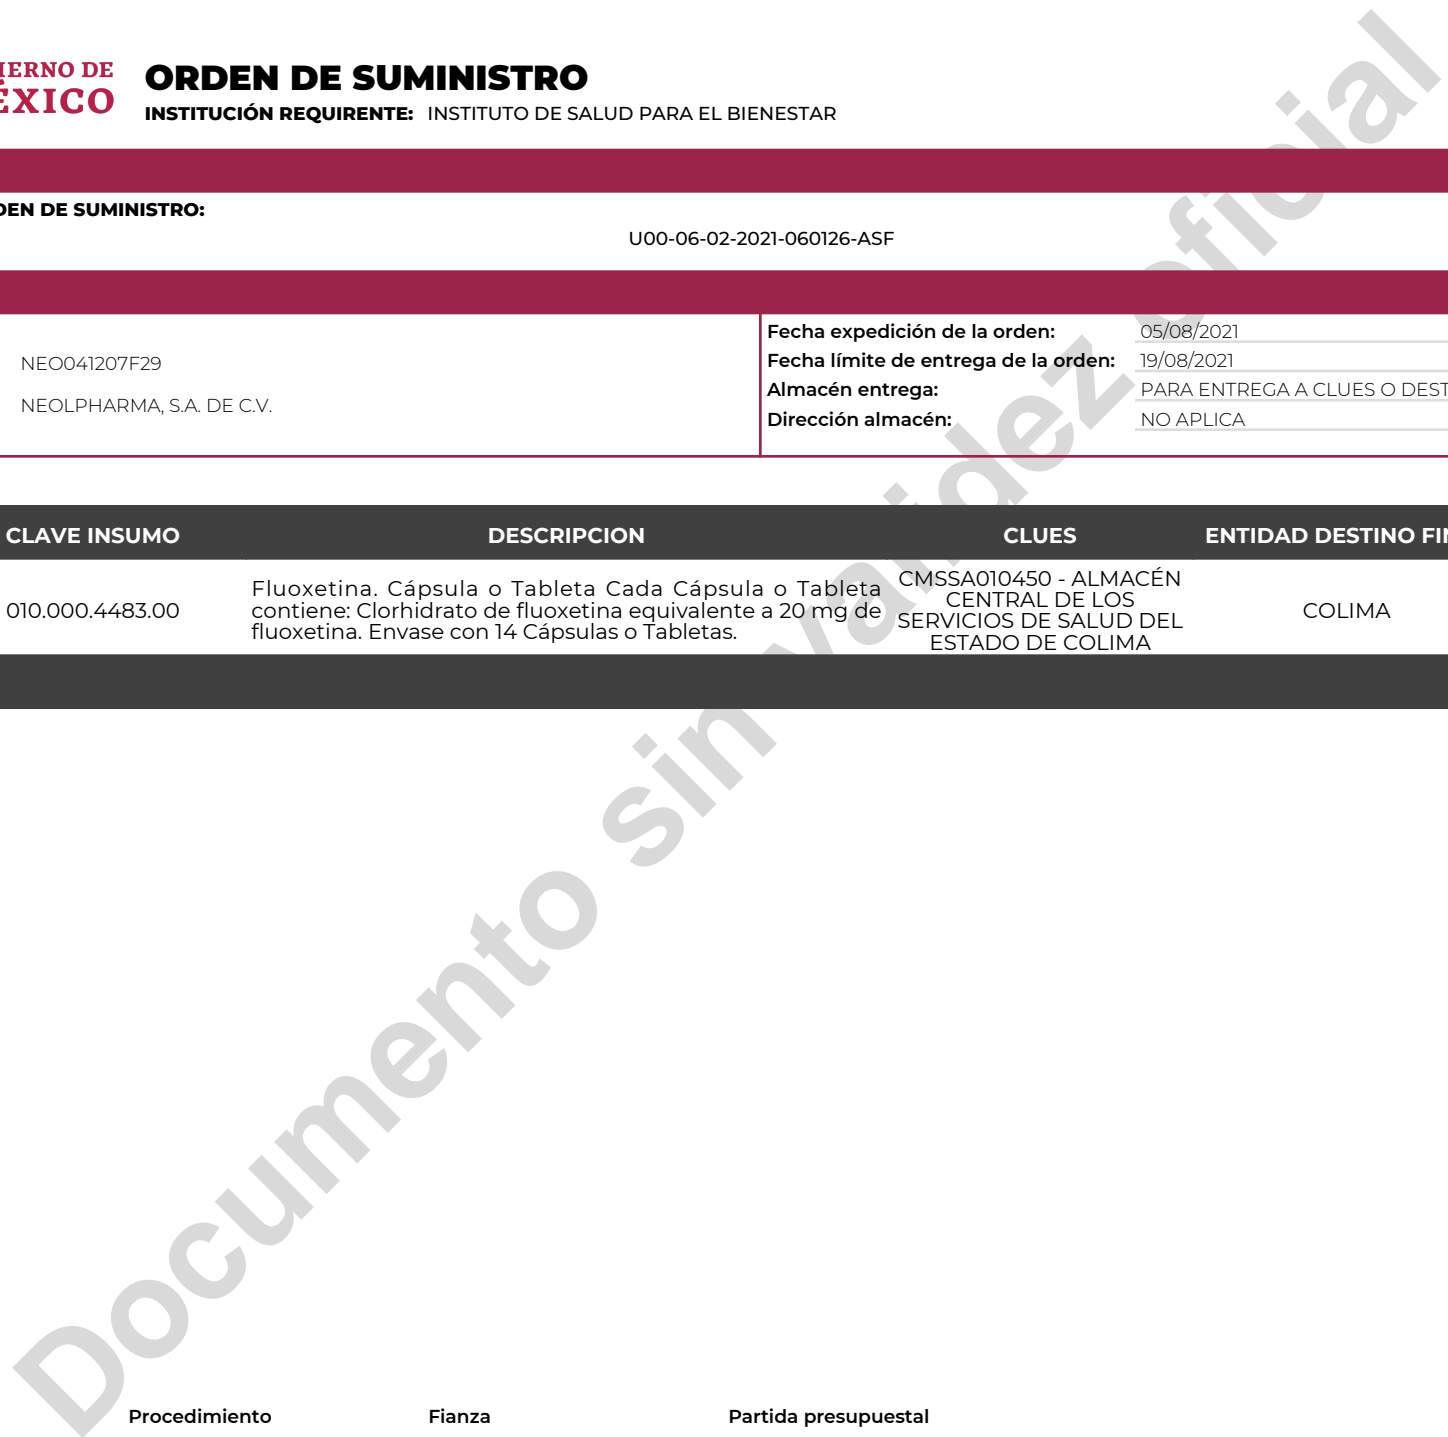 IERNO DE
ÉXICO
ORDEN DE SUMINISTRO
INSTITUCIÓN REQUIRENTE: INSTITUTO DE SALUD PARA EL BIENESTAR
DEN DE SUMINISTRO:
U00-06-02-2021-060126-ASF
NEO041207F29
NEOLPHARMA, S.A. DE C.V.
Fecha expedición de la orden: 05/08/2021
Fecha límite de entrega de la orden: 19/08/2021
Almacén entrega: PARA ENTREGA A CLUES O DEST
Dirección almacén: NO APLICA
CLAVE INSUMO DESCRIPCION CLUES ENTIDAD DESTINO FIN
010.000.4483.00
Fluoxetina. Cápsula o Tableta Cada Cápsula o Tableta
contiene: Clorhidrato de fluoxetina equivalente a 20 mg de
fluoxetina. Envase con 14 Cápsulas o Tabletas.
CMSSA010450 - ALMACÉN
CENTRAL DE LOS
SERVICIOS DE SALUD DEL
ESTADO DE COLIMA
COLIMA
Documento sin validez oficial
Procedimiento Fianza Partida presupuestal